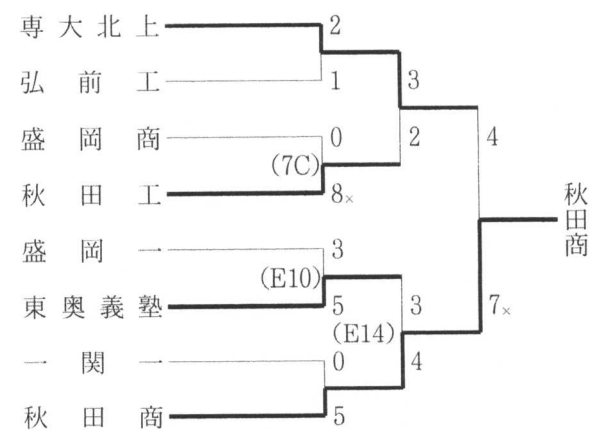 専大北上 2
弘前工 1
3
盛岡商 0
2
(7C)
秋田工 8×
4
秋田商
盛岡一 3
(E10)
東奥義塾 5
3
7×
(E14)
一関一 0
4
秋田商 5